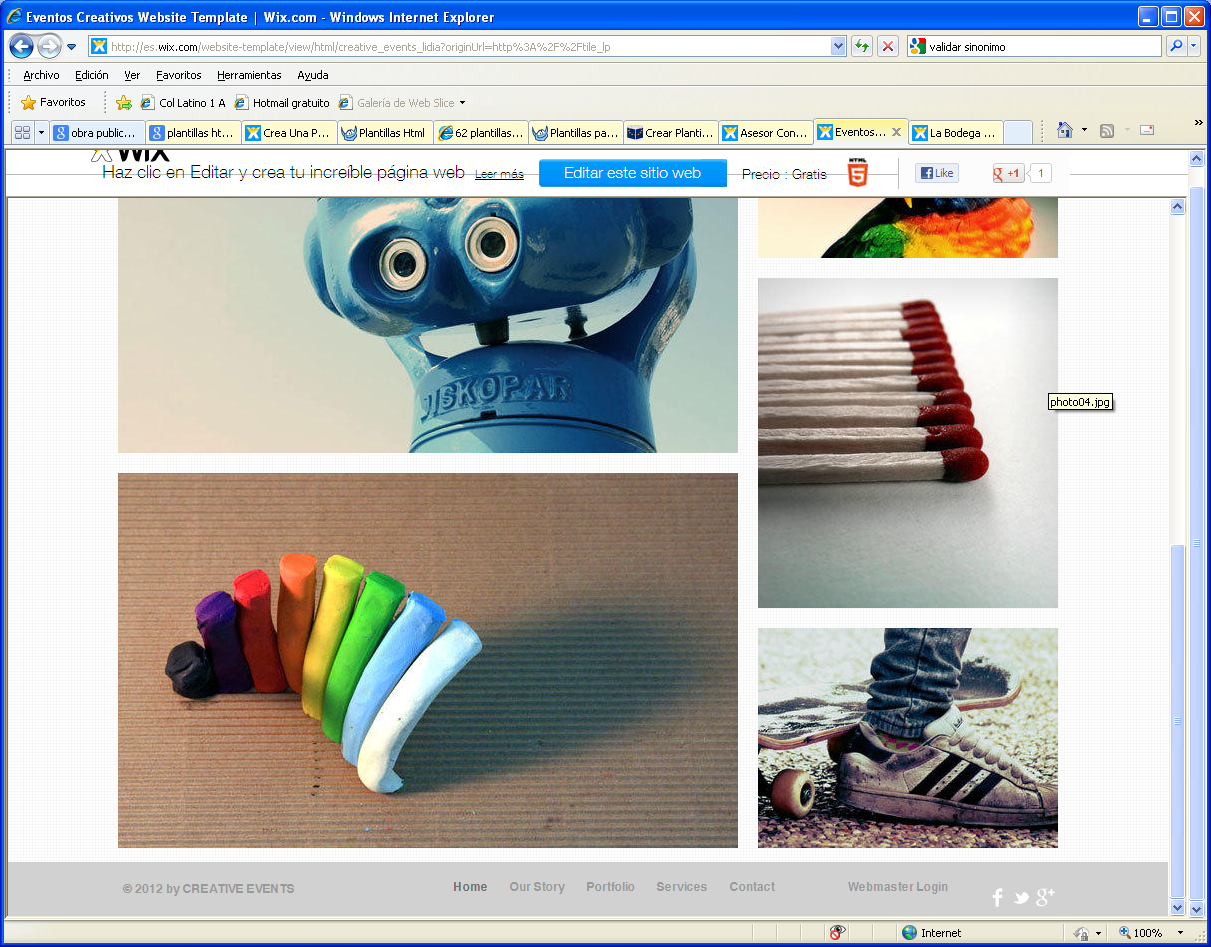 Eventos Creativos Website Template | Wix.com - Windows Internet Explorer
http://es.wix.com/website-template/view/html/creative_events_lidia?originUrl=http%3A%2F%2Ftile_lp
validar sinonimo
Archivo Edición Ver Favoritos Herramientas Ayuda
Favoritos Col Latino 1 A Hotmail gratuito Galería de Web Slice
obra public... plantillas ht... Crea Una P... Plantillas Html 62 plantillas... Plantillas pa... Crear Planti... Asesor Con... Eventos... La Bodega ...
WIX
Haz clic en Editar y crea tu increíble página web Leer más Editar este sitio web Precio : Gratis HTML 5 Like +1 1
DISKOPAR
photo04.jpg
© 2012 by CREATIVE EVENTS Home Our Story Portfolio Services Contact Webmaster Login
Internet 100%